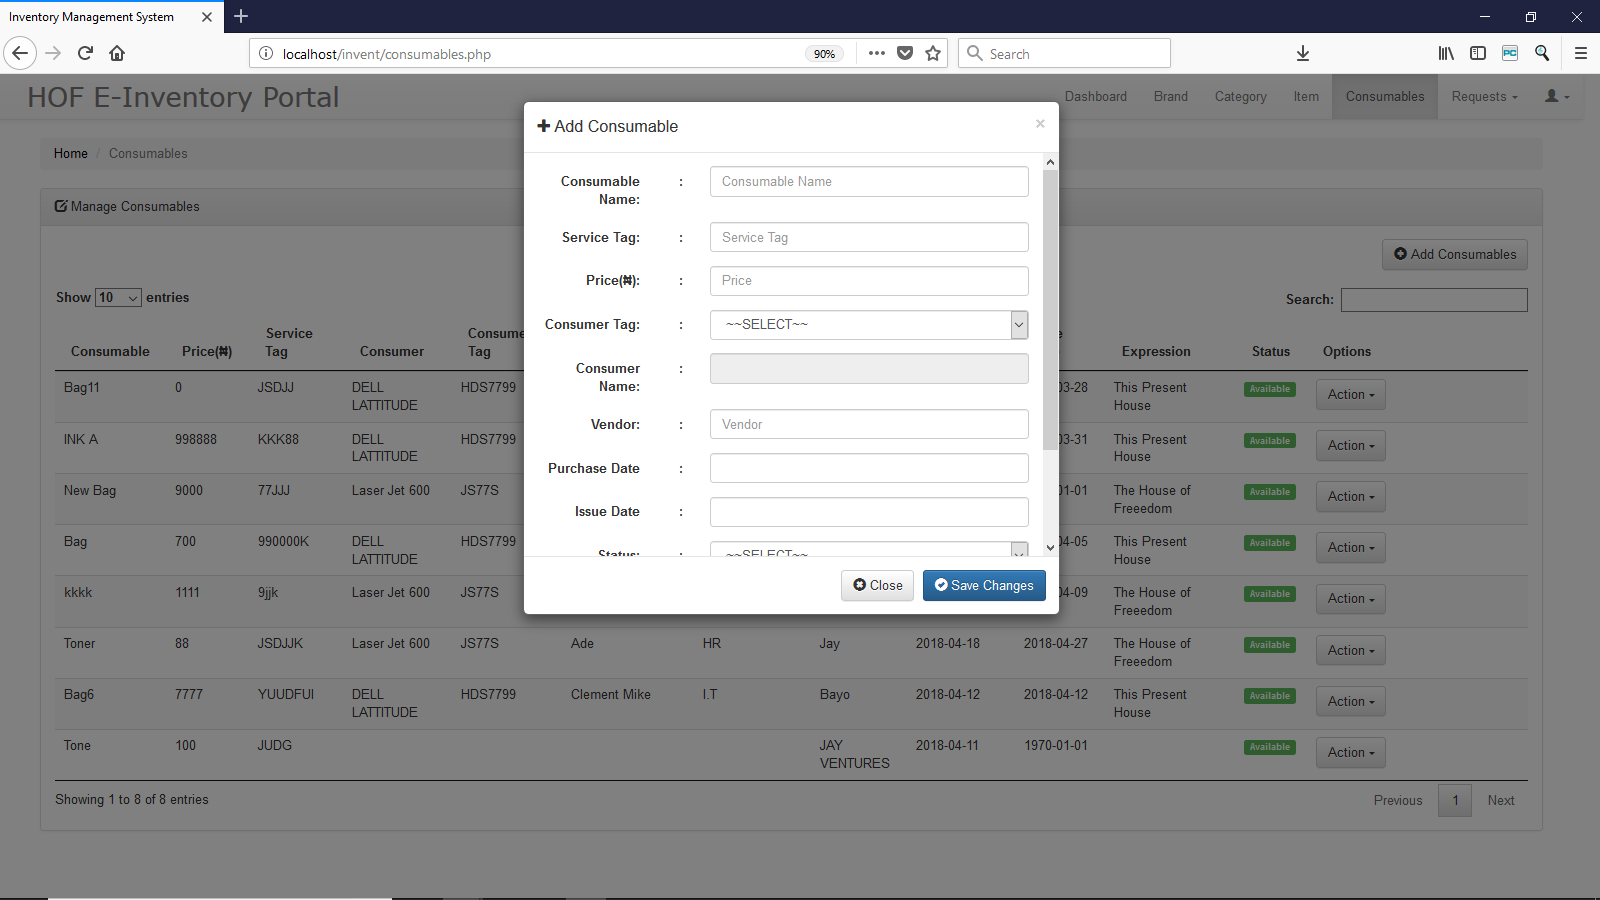 Inventory Management System
localhost/invent/consumables.php
90%
Search
PC
HOF E-Inventory Portal
Dashboard
Brand
Category
Item
Consumables
Requests
Home / Consumables
Manage Consumables
Add Consumables
Show 10 entries
Search:
Consumable
Price(₦)
Service
Tag
Consumer
Consume
Tag
Expression
Status
Options
Bag11 0 JSDJJ DELL HDS7799 03-28 This Present Available Action
LATTITUDE House
INK A 998888 KKK88 DELL HDS7799 03-31 This Present Available Action
LATTITUDE House
New Bag 9000 77JJJ Laser Jet 600 JS77S 01-01 The House of Available Action
Freeedom
Bag 700 990000K DELL HDS7799 04-05 This Present Available Action
LATTITUDE House
kkkk 1111 9jjk Laser Jet 600 JS77S 04-09 The House of Available Action
Freeedom
Toner 88 JSDJJK Laser Jet 600 JS77S Ade HR Jay 2018-04-18 2018-04-27 The House of Available Action
Freeedom
Bag6 7777 YUUDFUI DELL HDS7799 Clement Mike I.T Bayo 2018-04-12 2018-04-12 This Present Available Action
LATTITUDE House
Tone 100 JUDG JAY 2018-04-11 1970-01-01 Available Action
VENTURES
Showing 1 to 8 of 8 entries
Previous 1 Next
Add Consumable
×
Consumable : Consumable Name
Name:
Service Tag: : Service Tag
Price(₦): : Price
Consumer Tag: : ~~SELECT~~
Consumer :
Name:
Vendor: : Vendor
Purchase Date :
Issue Date :
Status: : ~~SELECT~~
Close
Save Changes